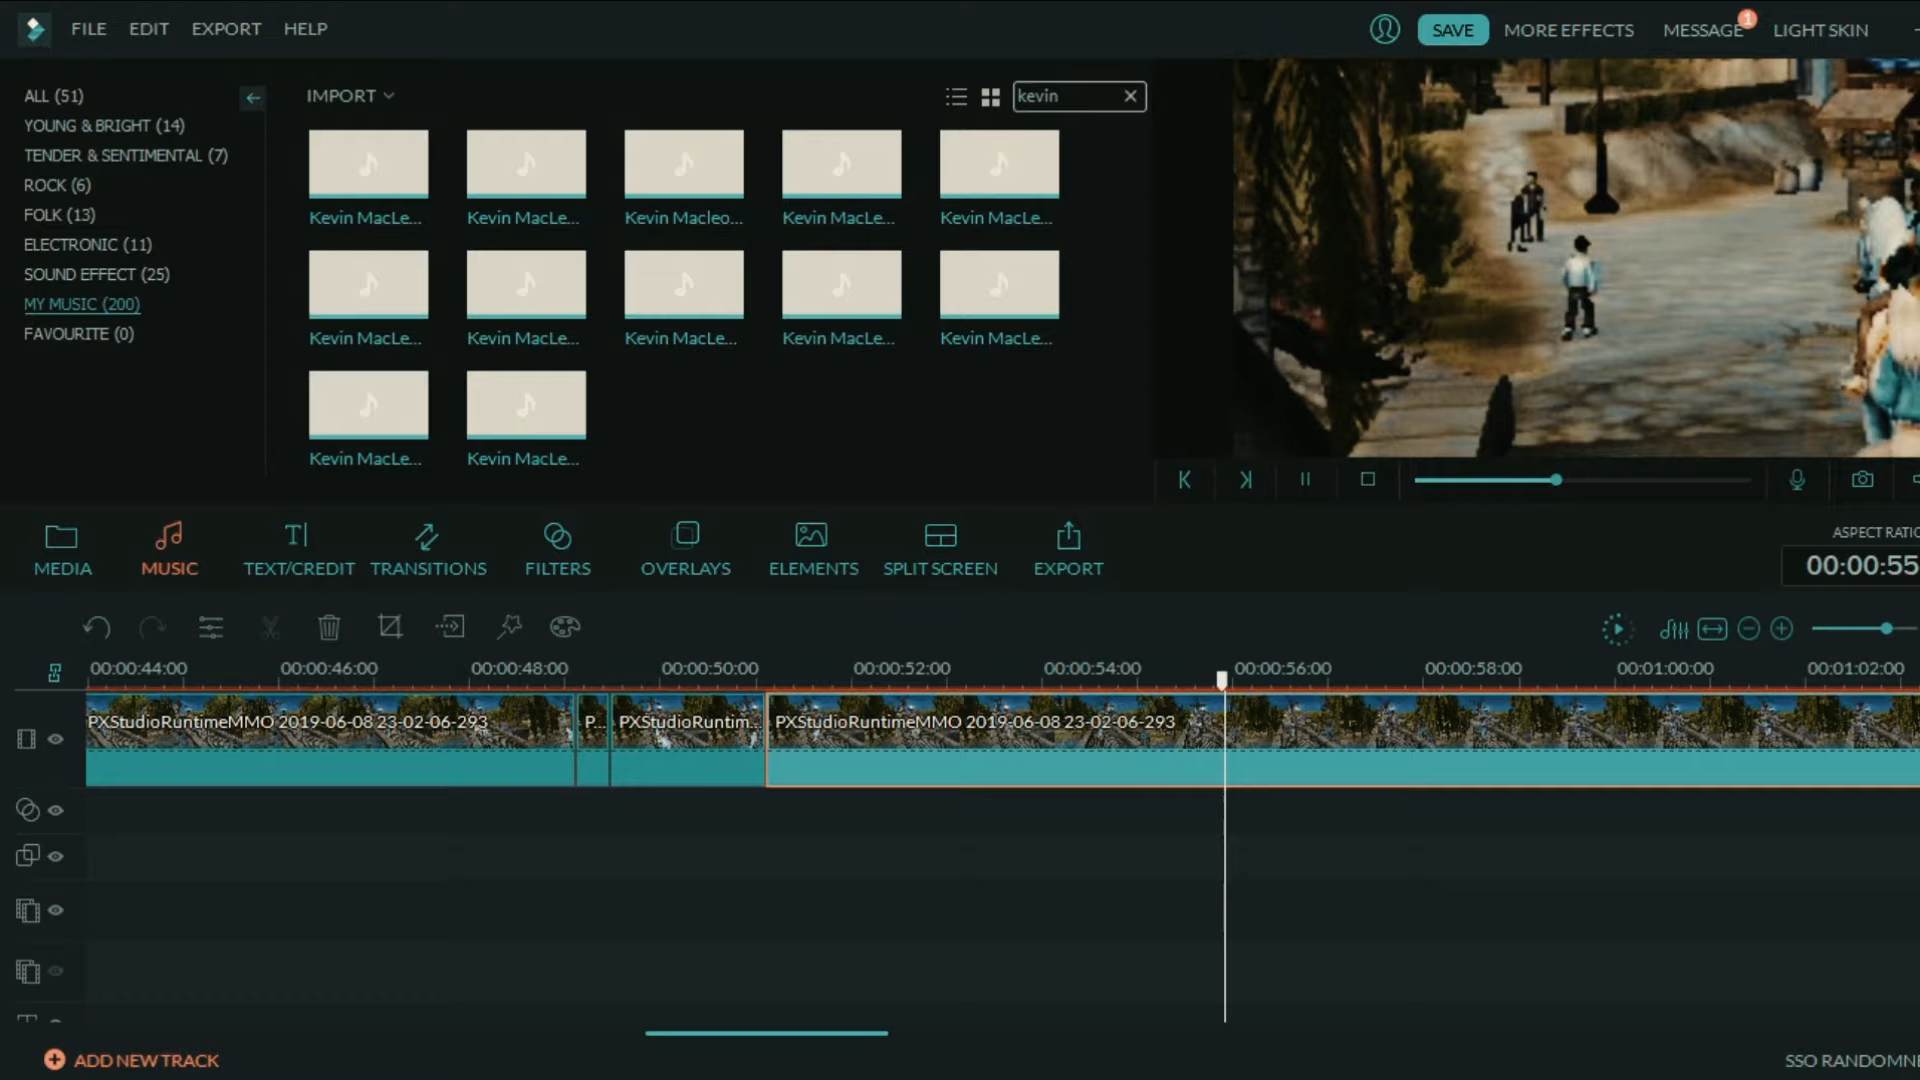 FILE EDIT EXPORT HELP
SAVE MORE EFFECTS MESSAGE 1 LIGHT SKIN
ALL (51)
YOUNG & BRIGHT (14)
TENDER & SENTIMENTAL (7)
ROCK (6)
FOLK (13)
ELECTRONIC (11)
SOUND EFFECT (25)
MY MUSIC (200)
FAVOURITE (0)
IMPORT kevin
Kevin MacLe... Kevin MacLe... Kevin Macleo... Kevin MacLe... Kevin MacLe...
Kevin MacLe... Kevin MacLe... Kevin MacLe... Kevin MacLe... Kevin MacLe...
Kevin MacLe... Kevin MacLe...
MEDIA MUSIC TEXT/CREDIT TRANSITIONS FILTERS OVERLAYS ELEMENTS SPLIT SCREEN EXPORT
ASPECT RATIO
00:00:55
00:00:44:00 00:00:46:00 00:00:48:00 00:00:50:00 00:00:52:00 00:00:54:00 00:00:56:00 00:00:58:00 00:01:00:00 00:01:02:00
PXStudioRuntimeMMO 2019-06-08 23-02-06-293 P... PXStudioRuntim... PXStudioRuntimeMMO 2019-06-08 23-02-06-293
ADD NEW TRACK
SSO RANDOMNE